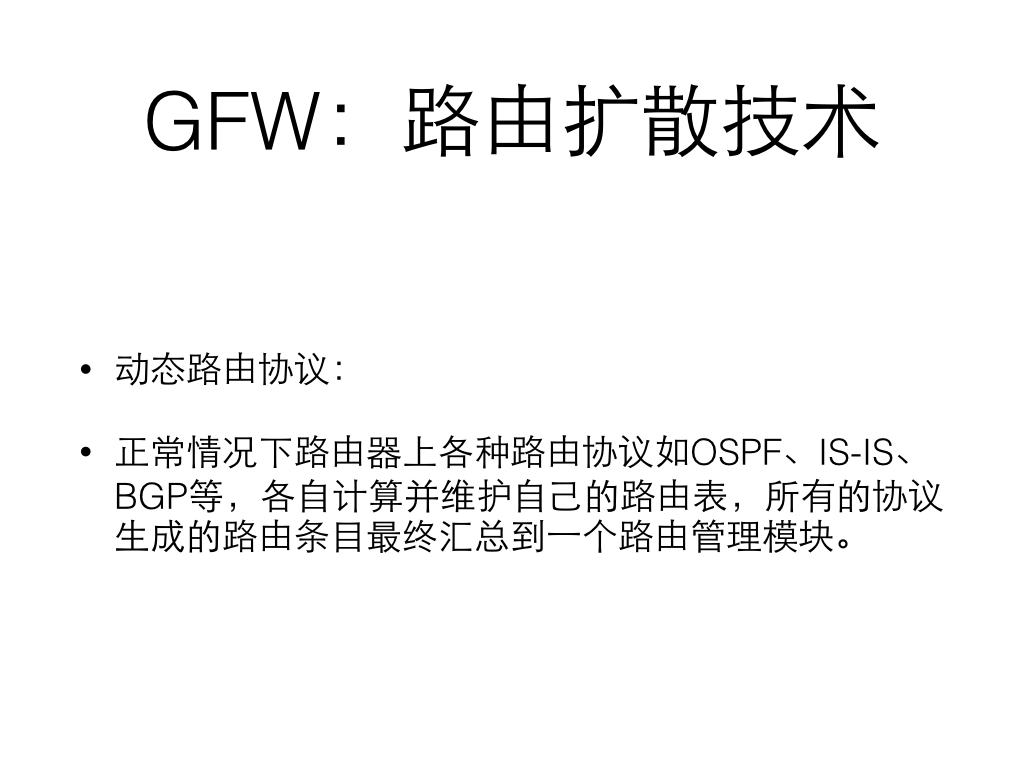 GFW：路由扩散技术
• 动态路由协议：
• 正常情况下路由器上各种路由协议如OSPF、IS-IS、
BGP等，各自计算并维护自己的路由表，所有的协议
生成的路由条目最终汇总到一个路由管理模块。